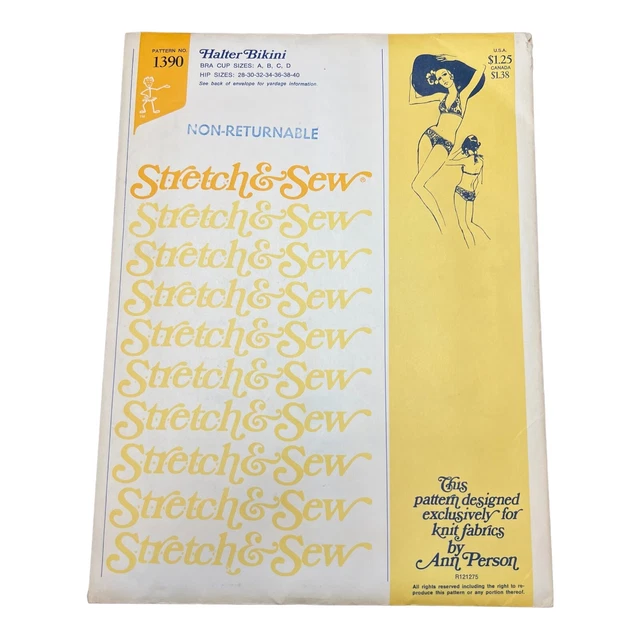 PATTERN NO.
1390
Halter Bikini
BRA CUP SIZES: A, B, C, D
HIP SIZES: 28-30-32-34-36-38-40
See back of envelope for yardage information.
U.S.A.
$1.25
CANADA
$1.38
NON-RETURNABLE
Stretch & Sew®
Stretch & Sew
Stretch & Sew
Stretch & Sew
Stretch & Sew
Stretch & Sew
Stretch & Sew
Stretch & Sew
Stretch & Sew
Stretch & Sew
This
pattern designed
exclusively for
knit fabrics
by
Ann Person
R121275
All rights reserved including the right to re-
produce this pattern or any portion thereof.